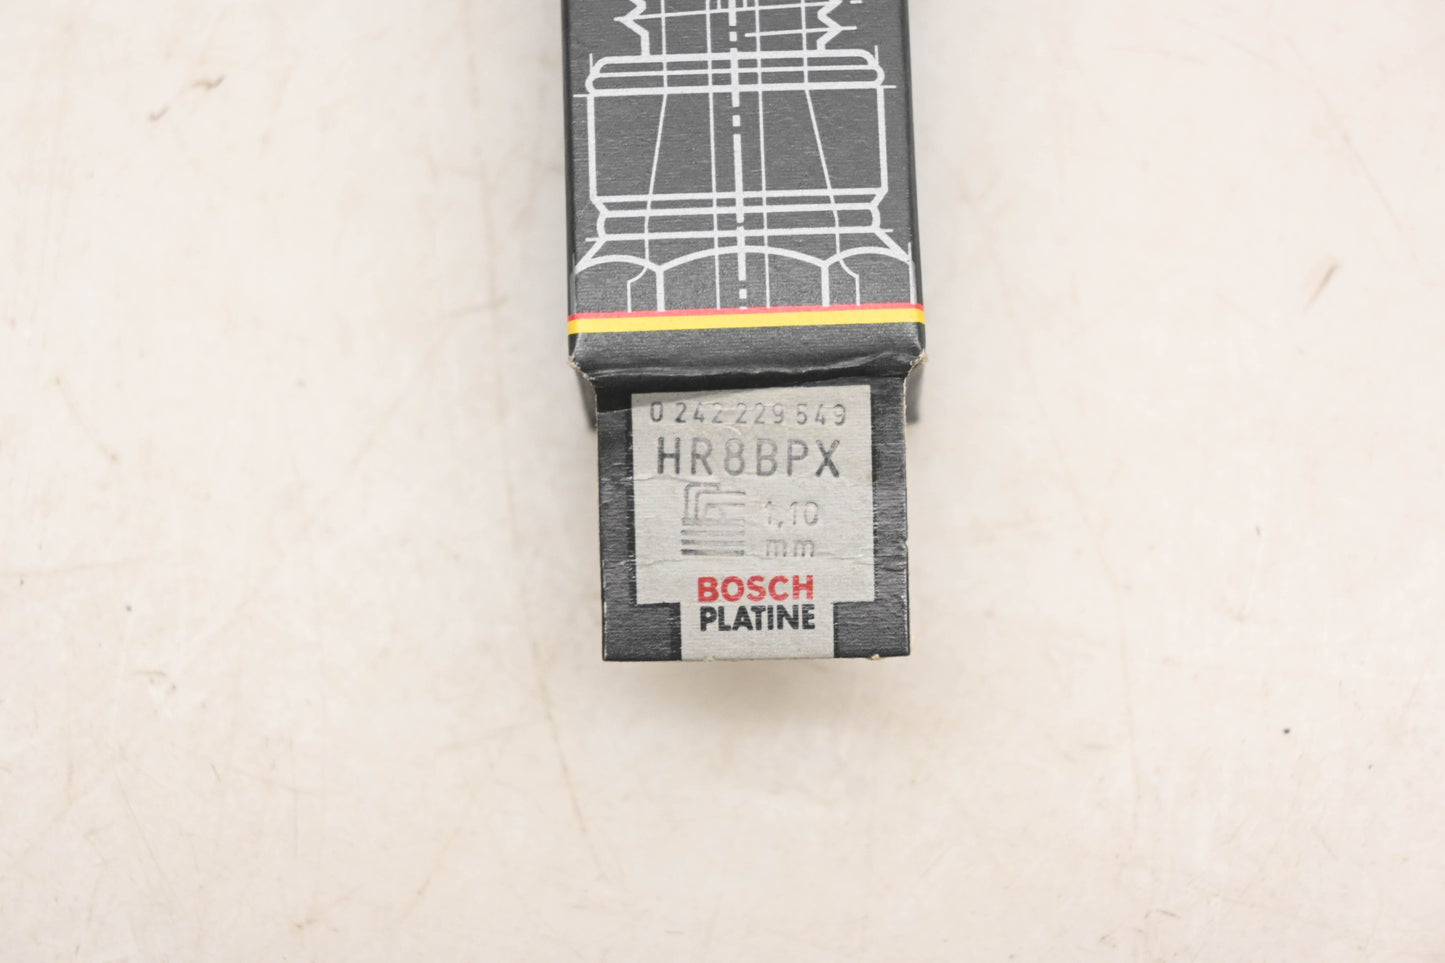 0 242 229 549
HR8BPX
1,10
mm
BOSCH
PLATINE